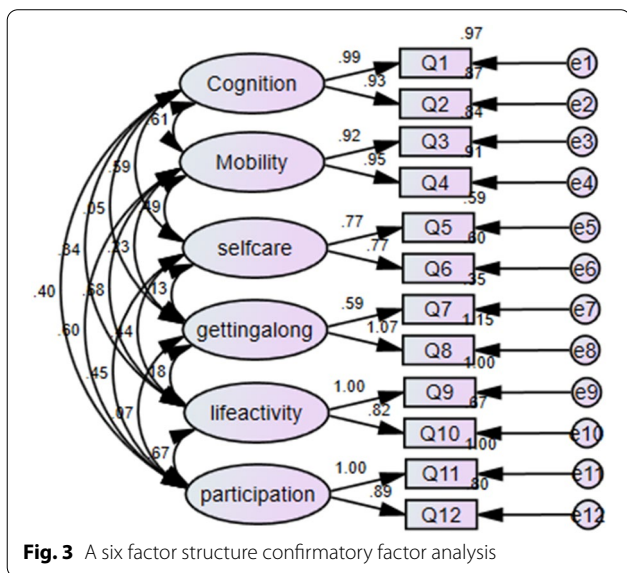 .97
.99 Q1 e1
Cognition .87
.93 Q2 e2
.61 .84
.92 Q3 e3
Mobility .91
.59 .95 Q4 e4
.49 .59
.05 .77 Q5 e5
selfcare .60
.34 .23 .77 Q6 e6
.13 .35
.40 .68 .59 Q7 e7
gettingalong 1.15
.60 .44 1.07 Q8 e8
.18 1.00
.45 1.00 Q9 e9
lifeactivity .67
.07 .82 Q10 e10
1.00
.67 1.00 Q11 e11
participation .80
.89 Q12 e12
Fig. 3 A six factor structure confirmatory factor analysis